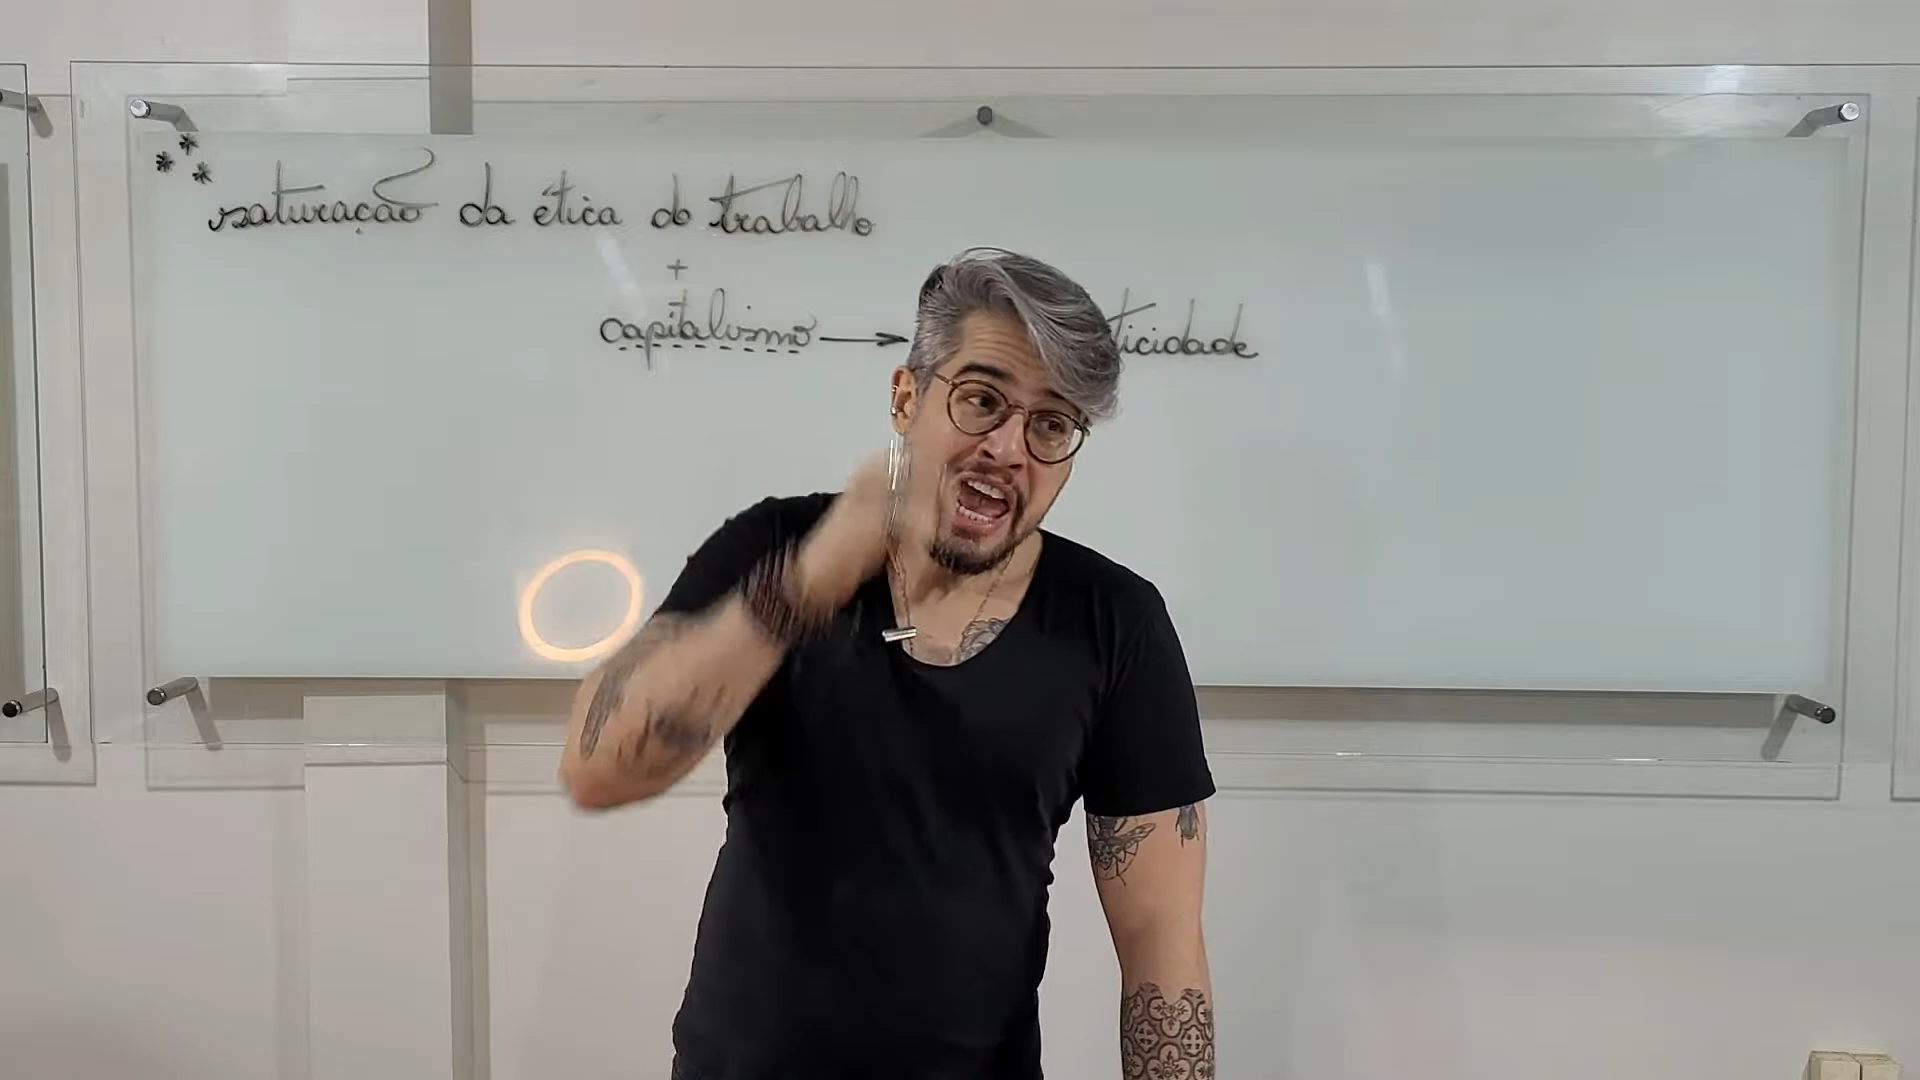 saturação da ética do trabalho
+
capitalismo → ticidade